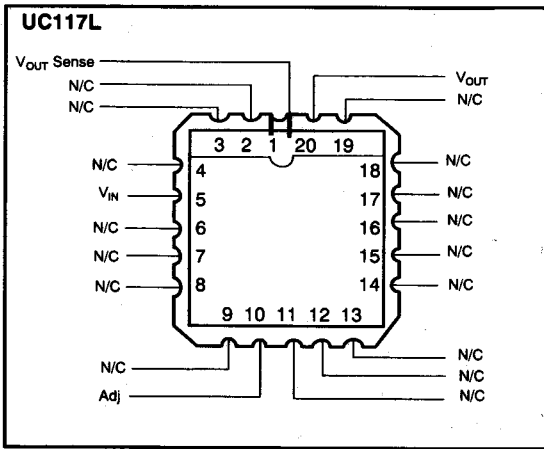 UC117L
VOUT Sense
N/C
N/C
VOUT
N/C
3 2 1 20 19
N/C
4
18
N/C
VIN
5
17
N/C
N/C
6
16
N/C
N/C
7
15
N/C
N/C
8
14
N/C
9 10 11 12 13
N/C
N/C
N/C
Adj
N/C